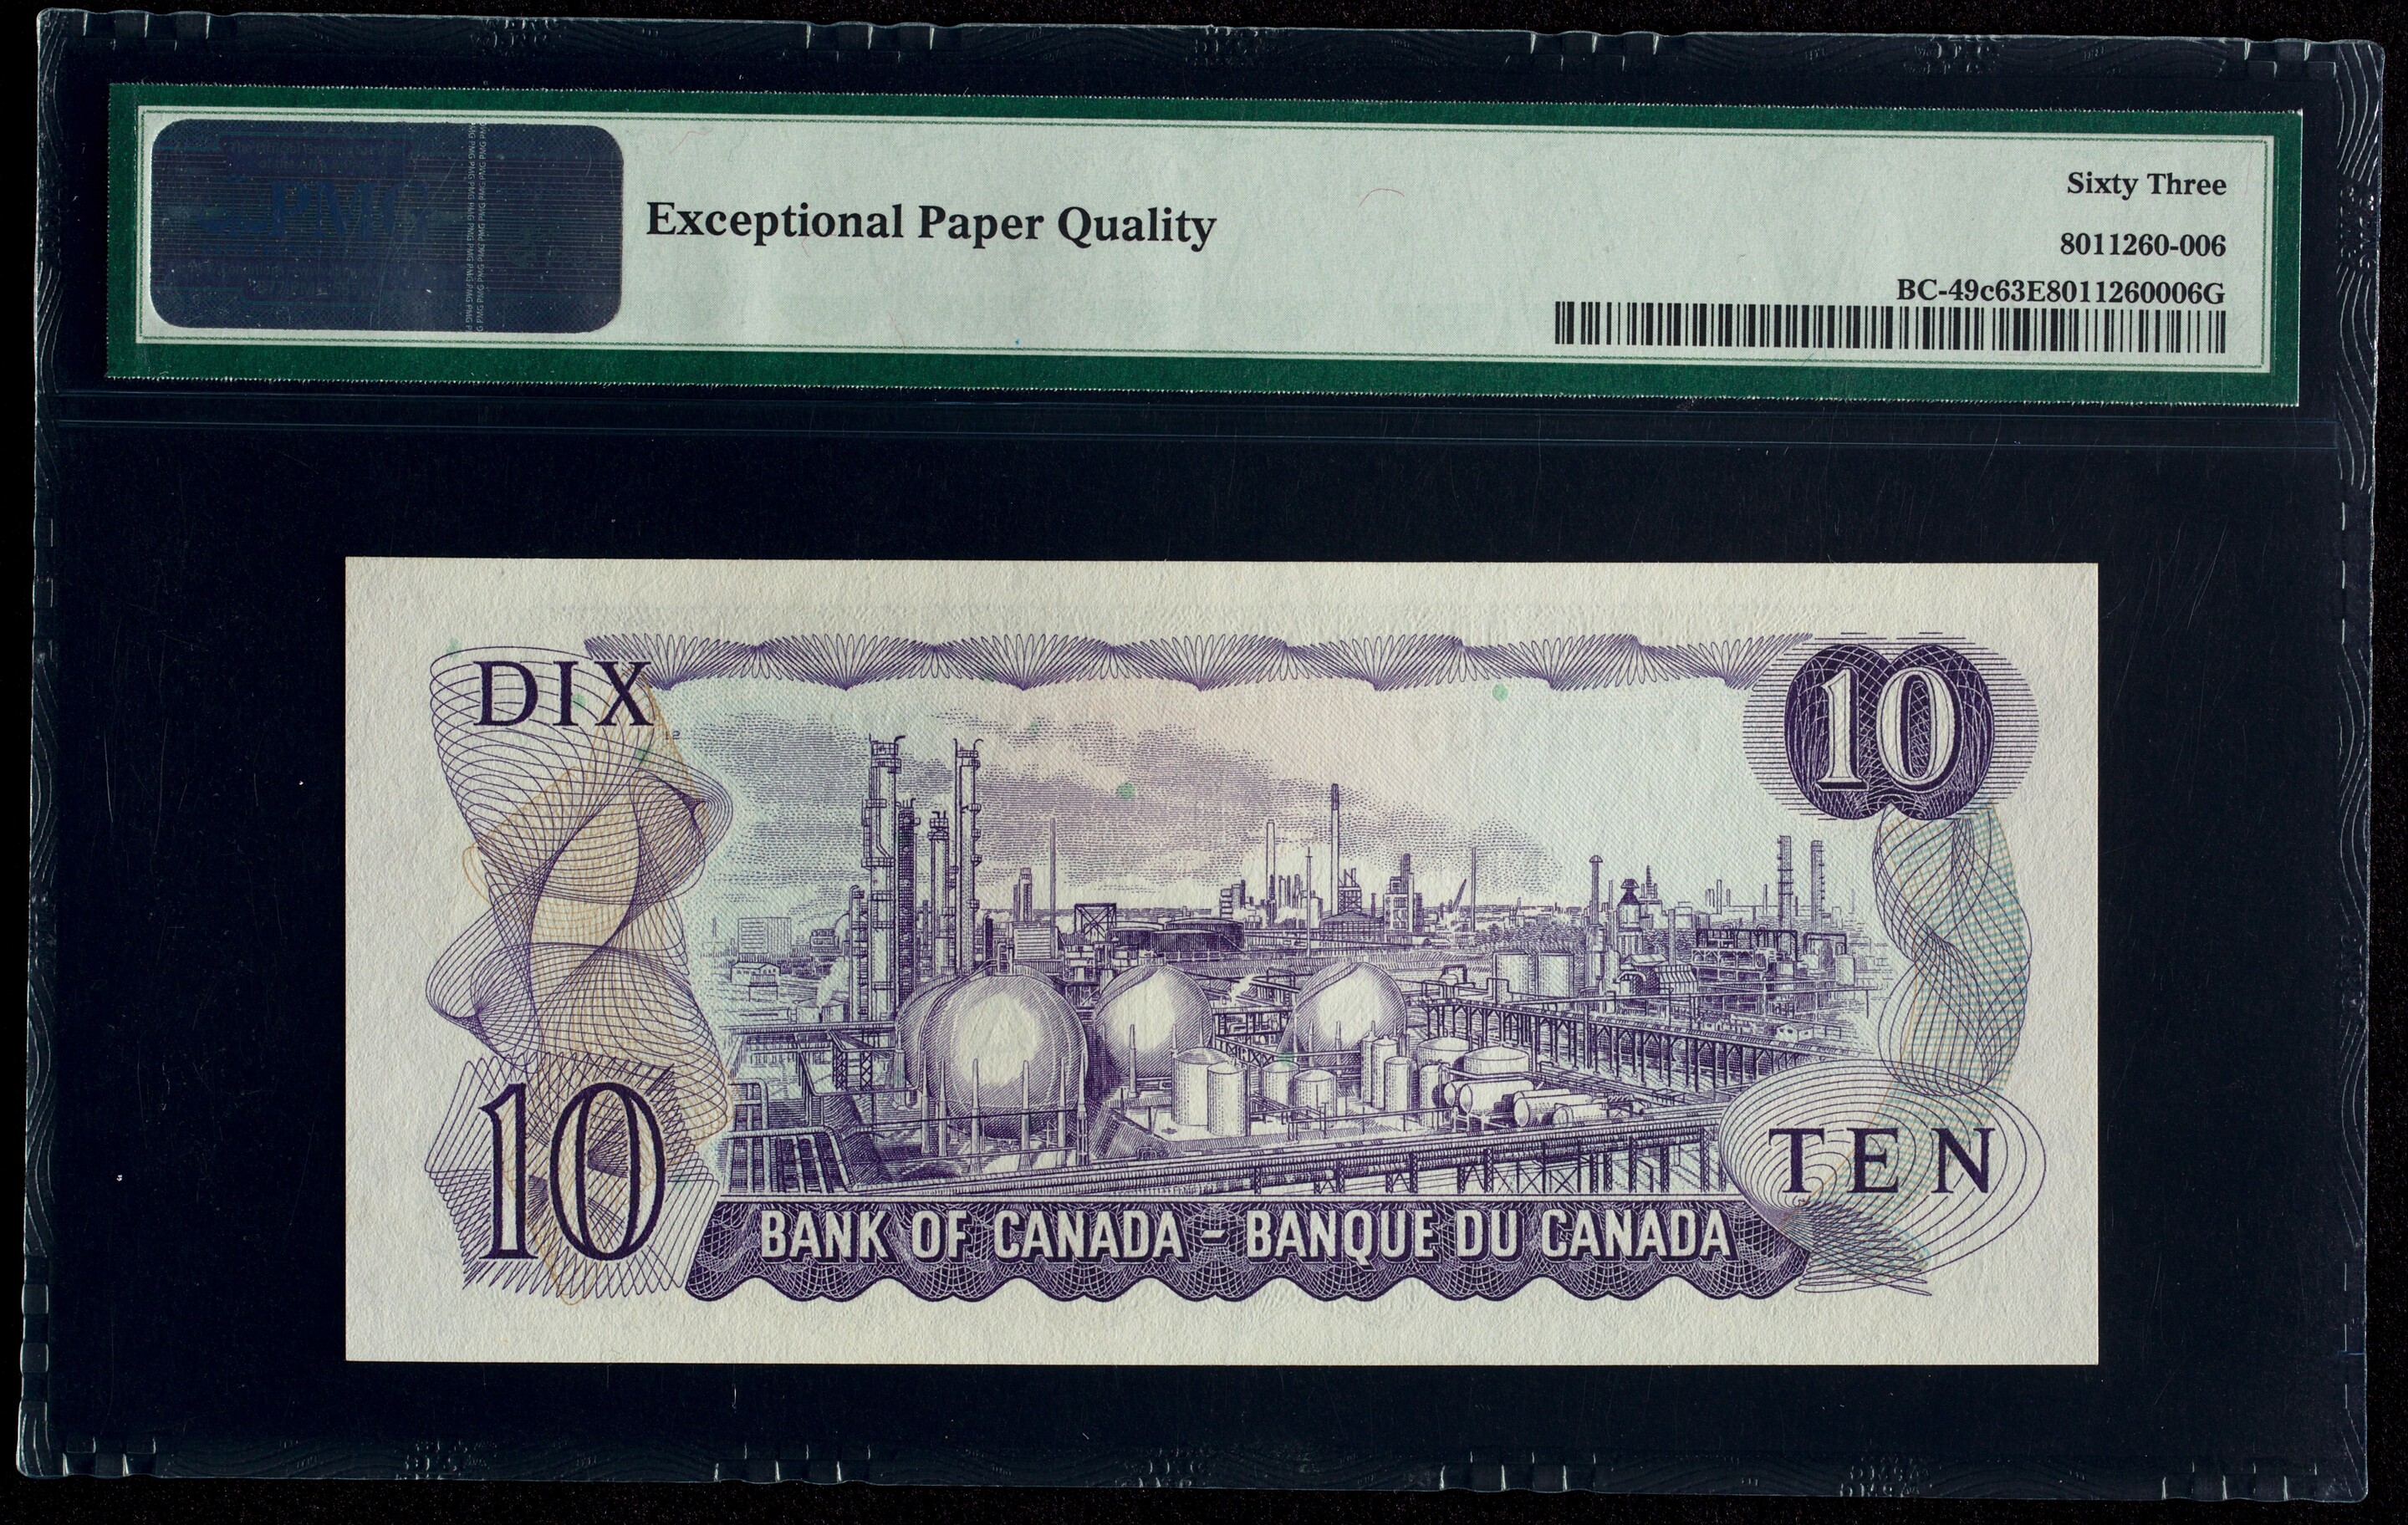 PMG
Exceptional Paper Quality
Sixty Three
8011260-006
BC-49c63E8011260006G
DIX
10
10
TEN
BANK OF CANADA - BANQUE DU CANADA